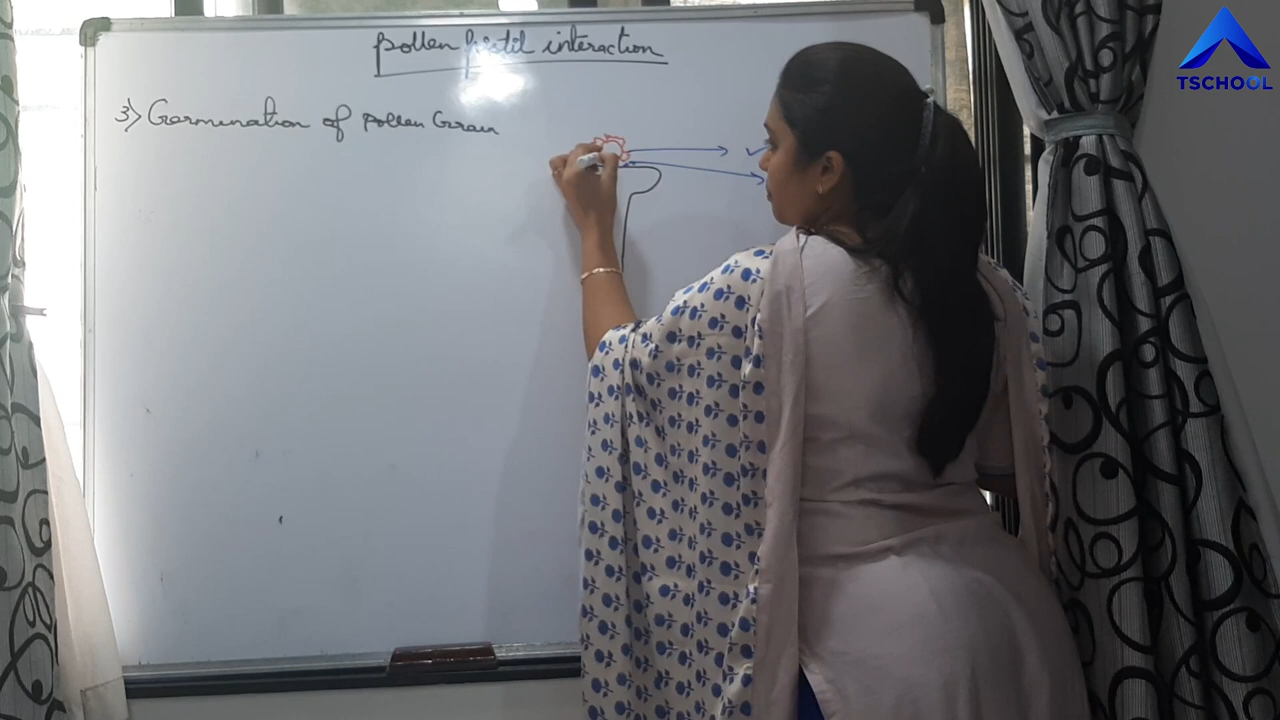 pollen pistil interaction
3) Germination of pollen Grain
TSCHOOL